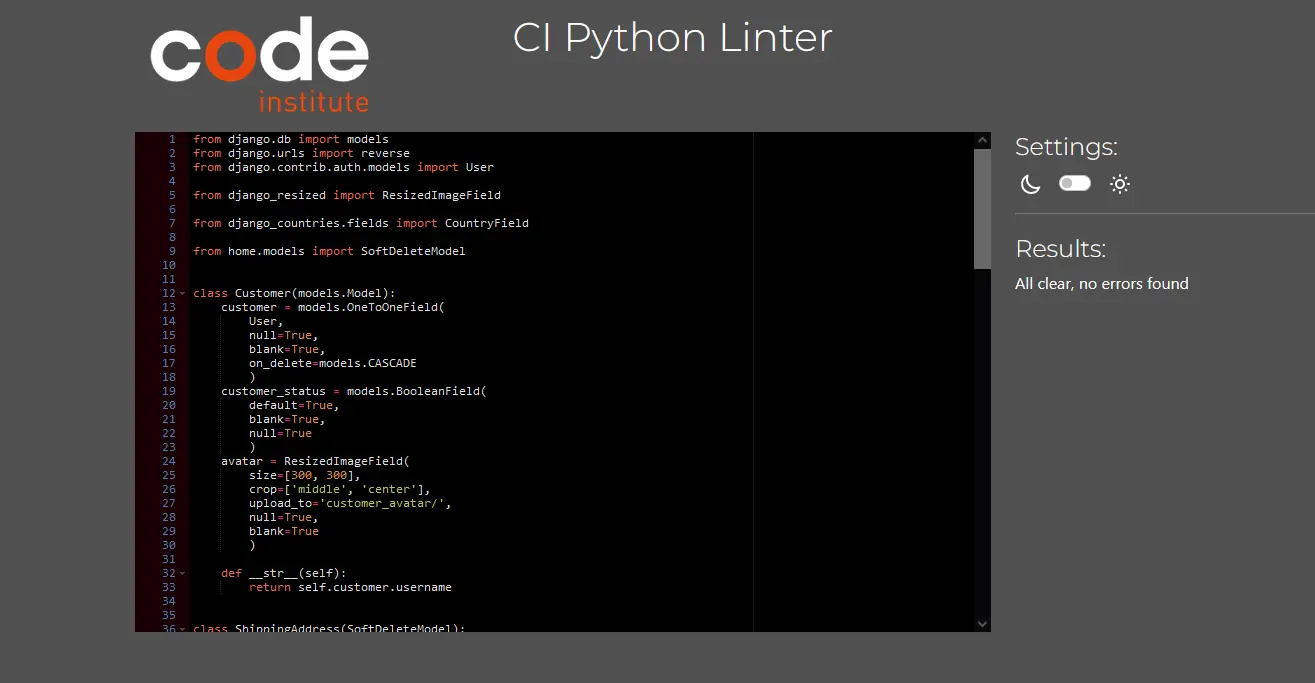 code
institute
CI Python Linter
1 from django.db import models
2 from django.urls import reverse
3 from django.contrib.auth.models import User
4
5 from django_resized import ResizedImageField
6
7 from django_countries.fields import CountryField
8
9 from home.models import SoftDeleteModel
10
11
12 class Customer(models.Model):
13     customer = models.OneToOneField(
14         User,
15         null=True,
16         blank=True,
17         on_delete=models.CASCADE
18         )
19     customer_status = models.BooleanField(
20         default=True,
21         blank=True,
22         null=True
23         )
24     avatar = ResizedImageField(
25         size=[300, 300],
26         crop=['middle', 'center'],
27         upload_to='customer_avatar/',
28         null=True,
29         blank=True
30         )
31
32     def __str__(self):
33         return self.customer.username
34
35
36 class ShippingAddress(SoftDeleteModel):
Settings:
Results:
All clear, no errors found